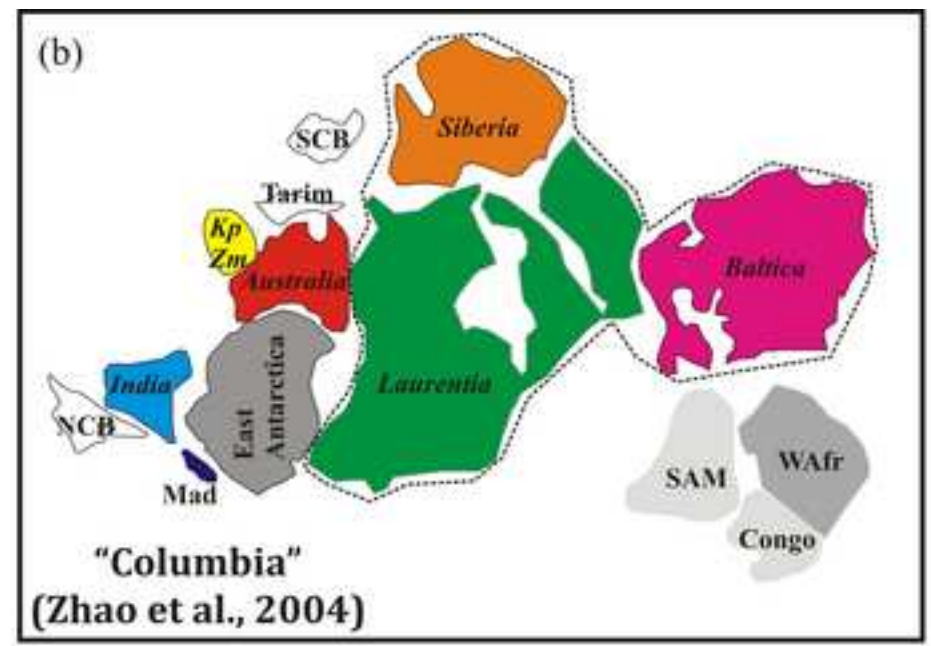 (b)
Siberia
SCB
Tarim
Kp
Zm
Australia
Baltica
India
Laurentia
East
Antarctica
NCB
Mad
SAM
WAfr
Congo
“Columbia”
(Zhao et al., 2004)